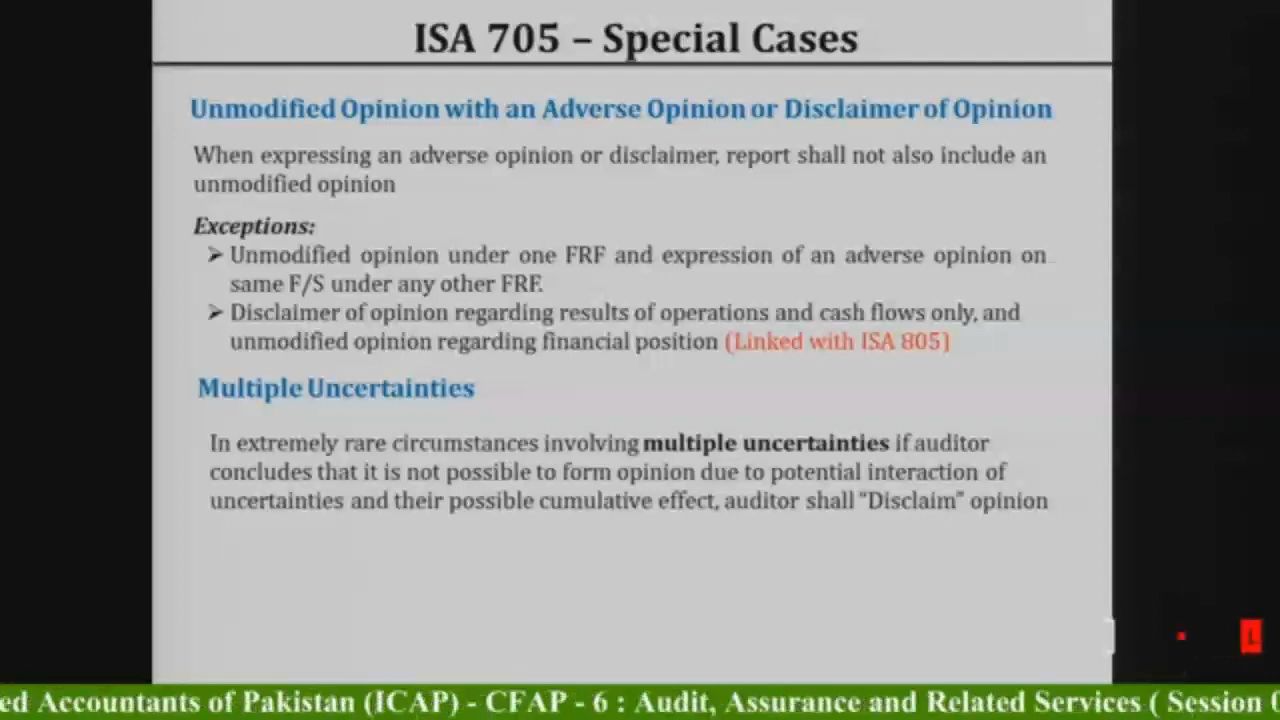 ISA 705 – Special Cases
Unmodified Opinion with an Adverse Opinion or Disclaimer of Opinion
When expressing an adverse opinion or disclaimer, report shall not also include an
unmodified opinion
Exceptions:
➢ Unmodified opinion under one FRF and expression of an adverse opinion on
same F/S under any other FRF.
➢ Disclaimer of opinion regarding results of operations and cash flows only, and
unmodified opinion regarding financial position (Linked with ISA 805)
Multiple Uncertainties
In extremely rare circumstances involving multiple uncertainties if auditor
concludes that it is not possible to form opinion due to potential interaction of
uncertainties and their possible cumulative effect, auditor shall “Disclaim” opinion
L
ed Accountants of Pakistan (ICAP) - CFAP - 6 : Audit, Assurance and Related Services ( Session